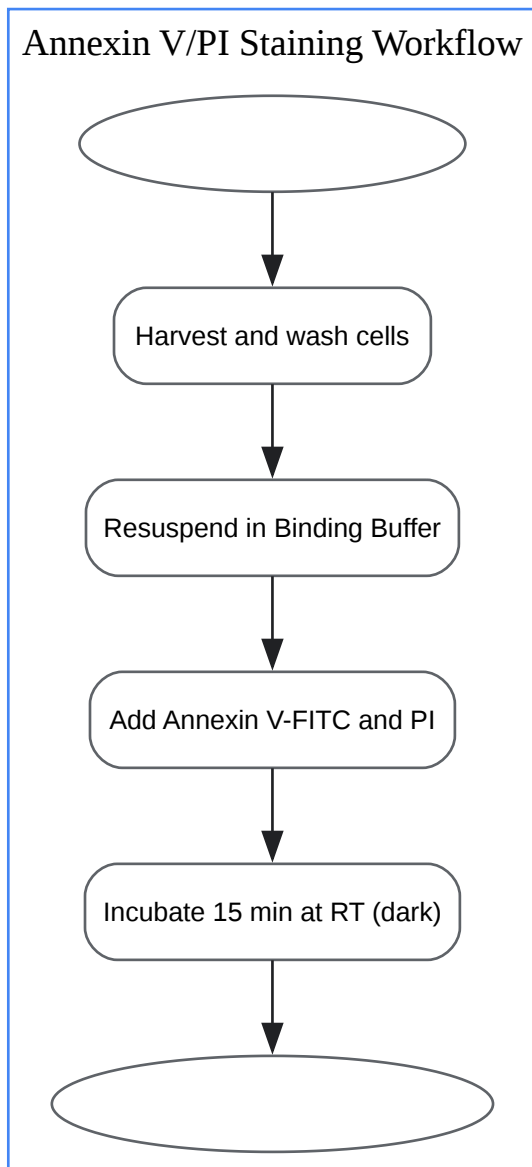 Annexin V/PI Staining Workflow
Harvest and wash cells
Resuspend in Binding Buffer
Add Annexin V-FITC and PI
Incubate 15 min at RT (dark)